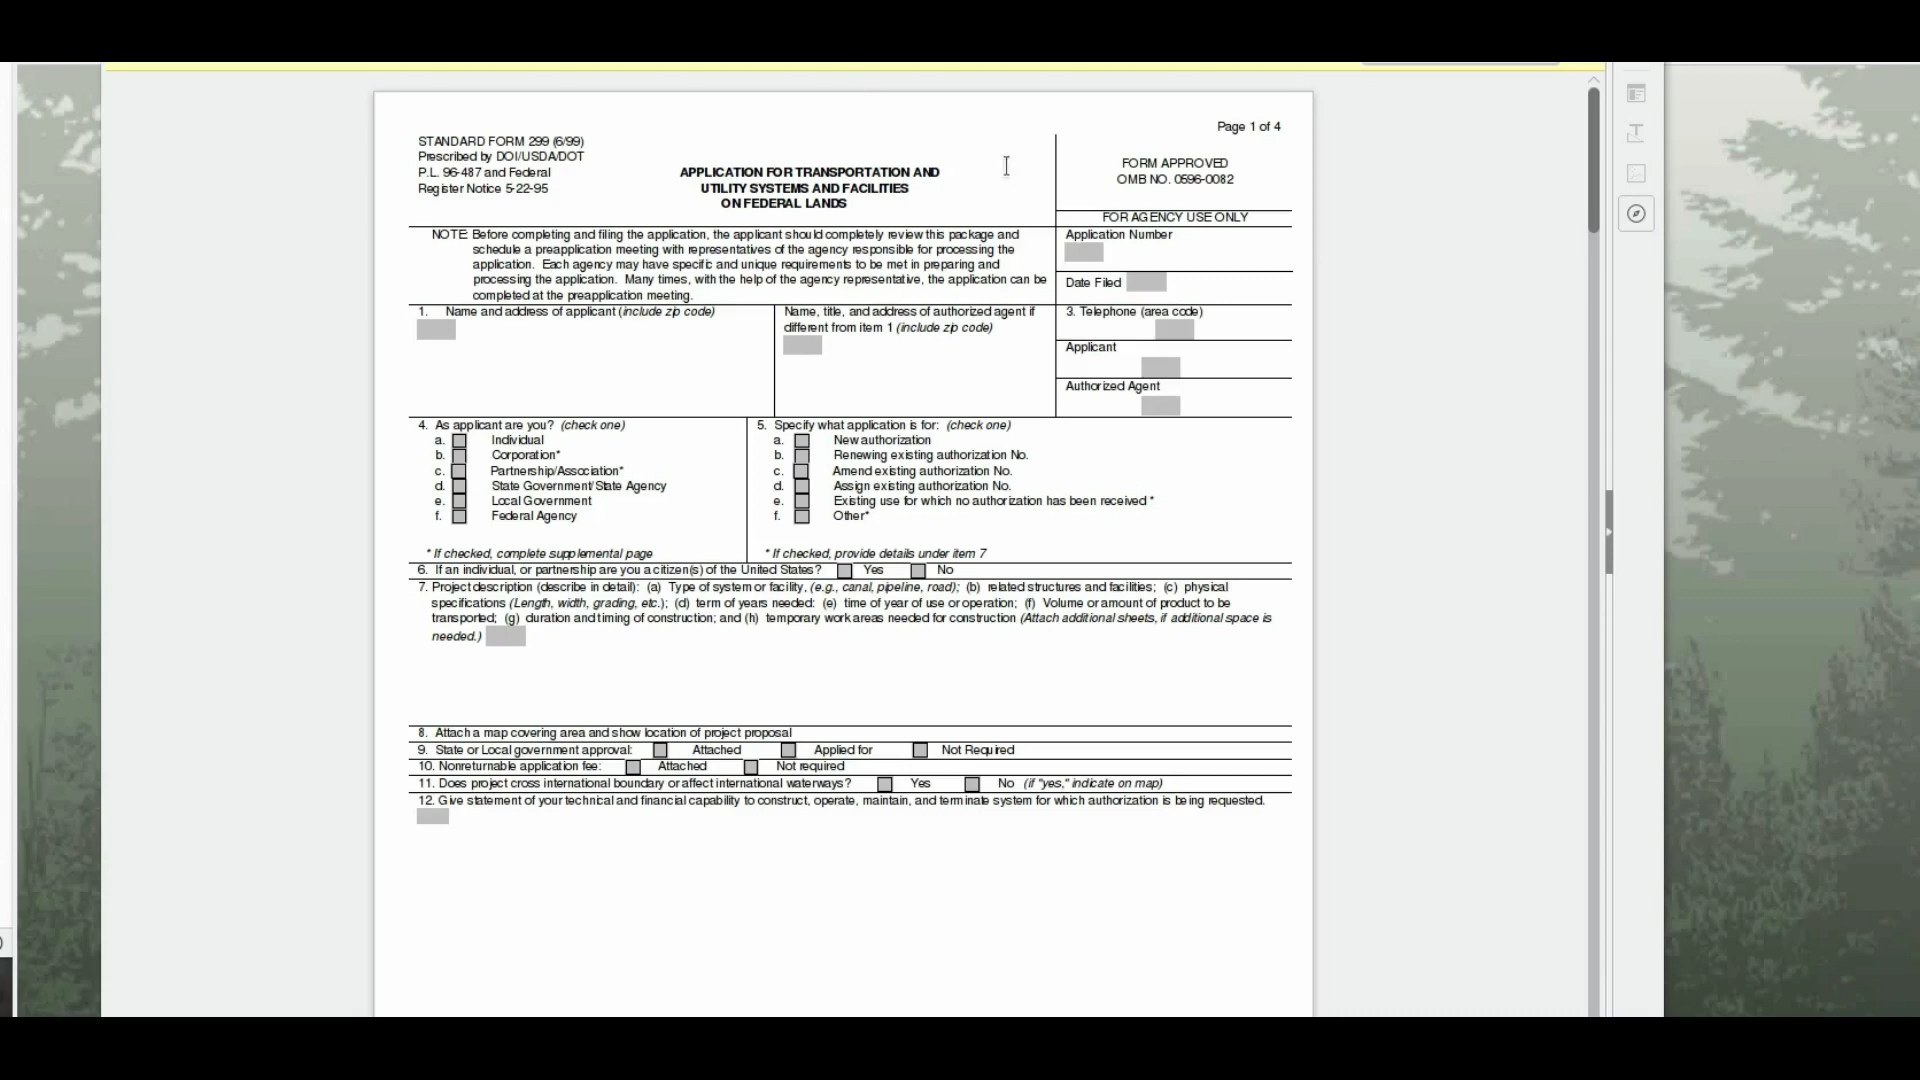 Page 1 of 4
STANDARD FORM 299 (6/99)
Prescribed by DOI/USDA/DOT
P.L. 96-487 and Federal
Register Notice 5-22-95
APPLICATION FOR TRANSPORTATION AND
UTILITY SYSTEMS AND FACILITIES
ON FEDERAL LANDS
FORM APPROVED
OMB NO. 0596-0082
FOR AGENCY USE ONLY
NOTE: Before completing and filing the application, the applicant should completely review this package and
schedule a preapplication meeting with representatives of the agency responsible for processing the
application. Each agency may have specific and unique requirements to be met in preparing and
processing the application. Many times, with the help of the agency representative, the application can be
completed at the preapplication meeting.
Application Number
Date Filed
1. Name and address of applicant (include zip code)
Name, title, and address of authorized agent if
different from item 1 (include zip code)
3. Telephone (area code)
Applicant
Authorized Agent
4. As applicant are you? (check one)
a. Individual
b. Corporation*
c. Partnership/Association*
d. State Government/State Agency
e. Local Government
f. Federal Agency
* If checked, complete supplemental page
5. Specify what application is for: (check one)
a. New authorization
b. Renewing existing authorization No.
c. Amend existing authorization No.
d. Assign existing authorization No.
e. Existing use for which no authorization has been received *
f. Other*
* If checked, provide details under item 7
6. If an individual, or partnership are you a citizen(s) of the United States? Yes No
7. Project description (describe in detail): (a) Type of system or facility, (e.g., canal, pipeline, road); (b) related structures and facilities; (c) physical
specifications (Length, width, grading, etc.); (d) term of years needed: (e) time of year of use or operation; (f) Volume or amount of product to be
transported; (g) duration and timing of construction; and (h) temporary work areas needed for construction (Attach additional sheets, if additional space is
needed.)
8. Attach a map covering area and show location of project proposal
9. State or Local government approval: Attached Applied for Not Required
10. Nonreturnable application fee: Attached Not required
11. Does project cross international boundary or affect international waterways? Yes No (if "yes," indicate on map)
12. Give statement of your technical and financial capability to construct, operate, maintain, and terminate system for which authorization is being requested.